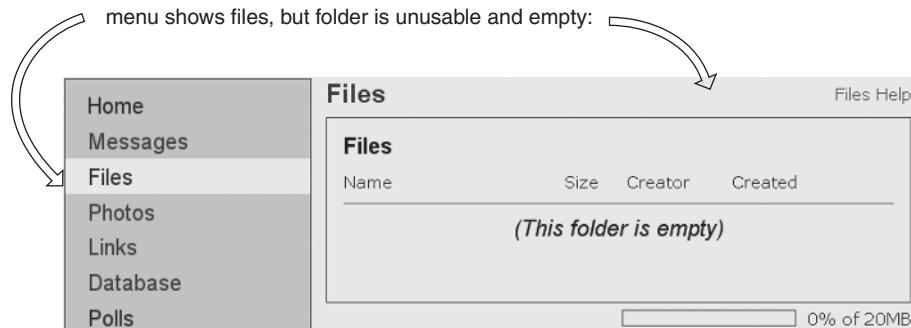 menu shows files, but folder is unusable and empty:
Home
Messages
Files
Photos
Links
Database
Polls
Files
Files Help
Files
Name Size Creator Created
(This folder is empty)
0% of 20MB